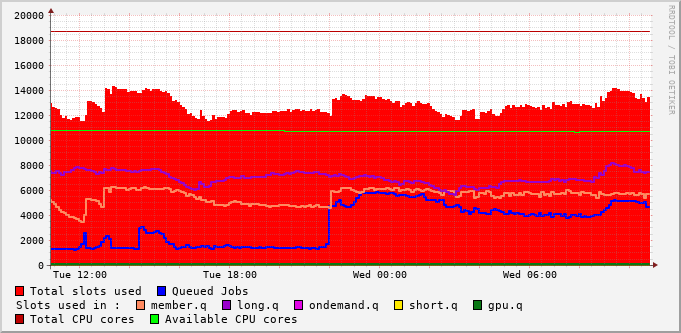 20000
18000
16000
14000
12000
10000
8000
6000
4000
2000
0
Tue 12:00 Tue 18:00 Wed 00:00 Wed 06:00
RRDTOOL / TOBI OETIKER
Total slots used Queued Jobs
Slots used in : member.q long.q ondemand.q short.q gpu.q
Total CPU cores Available CPU cores